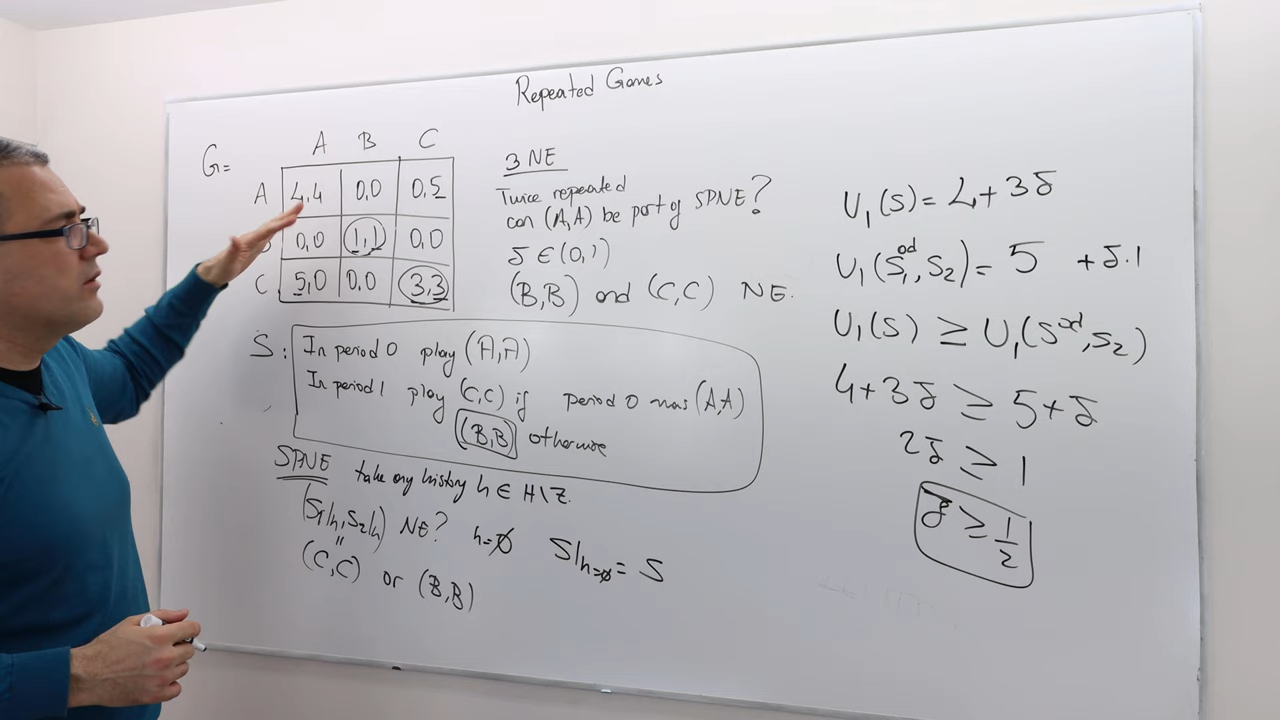 Repeated Games
G=
A B C
A 4,4 0,0 0,5
0,0 1,1 0,0
C 5,0 0,0 3,3
3 NE
Twice repeated
can (A,A) be part of SPNE?
δ ∈ (0,1)
(B,B) and (C,C) NE.
S: In period 0 play (A,A)
In period 1 play (C,C) if period 0 was (A,A)
(B,B) otherwise
SPNE take any history h ∈ H\Z.
(S₁|h, S₂|h) NE? h=∅ S|h=∅ = S
"
(C,C) or (B,B)
U₁(S) = 4+3δ
U₁(S₁ᵒᵈ, S₂) = 5 + δ.1
U₁(S) ≥ U₁(Sᵒᵈ, S₂)
4+3δ ≥ 5+δ
2δ ≥ 1
δ ≥ 1/2